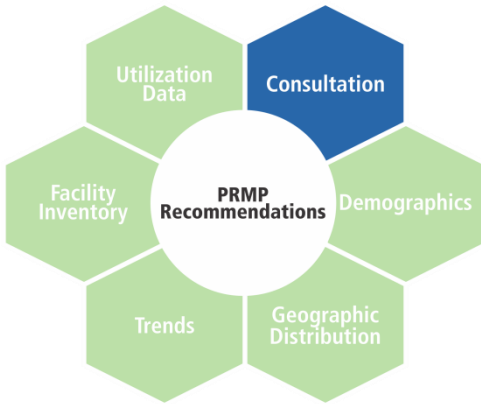 Utilization
Data
Consultation
Facility
Inventory
PRMP
Recommendations
Demographics
Trends
Geographic
Distribution